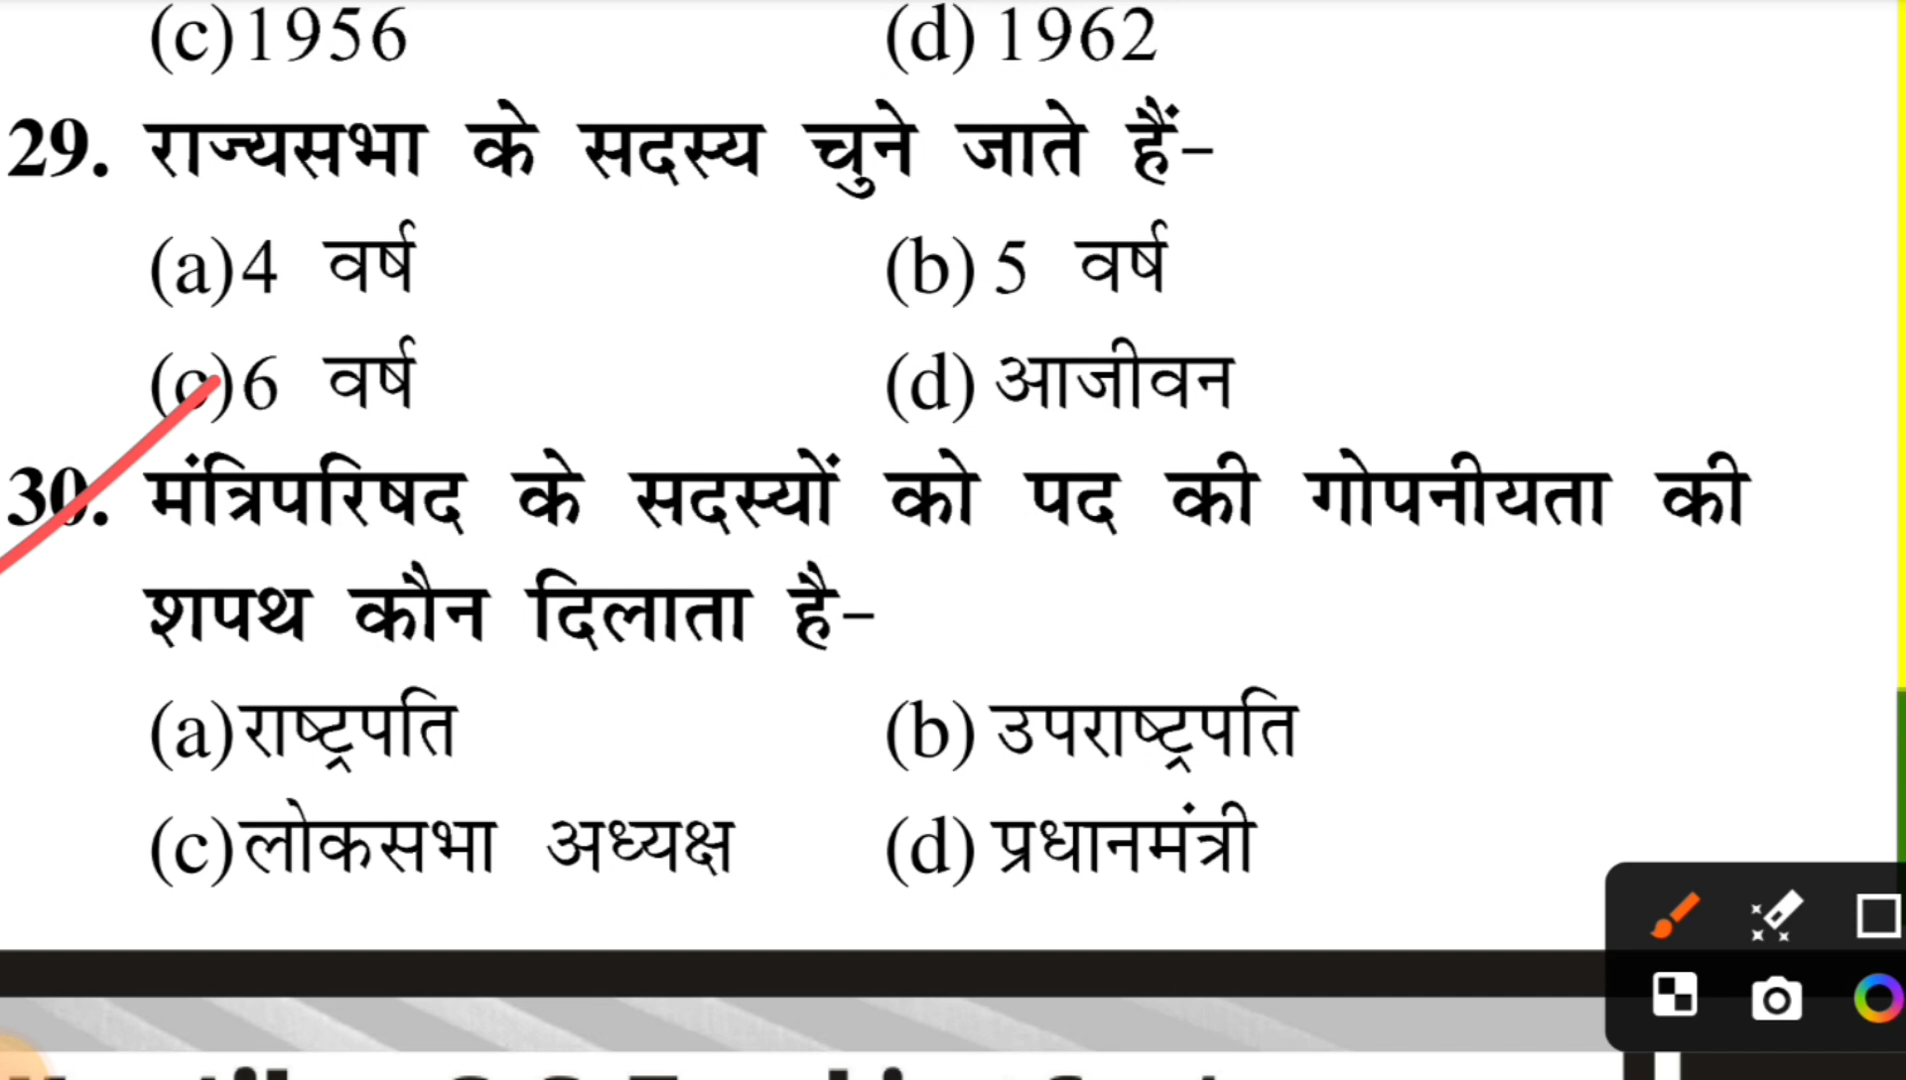 (c) 1956 (d) 1962
29. राज्यसभा के सदस्य चुने जाते हैं-
(a) 4 वर्ष (b) 5 वर्ष
(c) 6 वर्ष (d) आजीवन
30. मंत्रिपरिषद के सदस्यों को पद की गोपनीयता की
शपथ कौन दिलाता है-
(a) राष्ट्रपति (b) उपराष्ट्रपति
(c) लोकसभा अध्यक्ष (d) प्रधानमंत्री